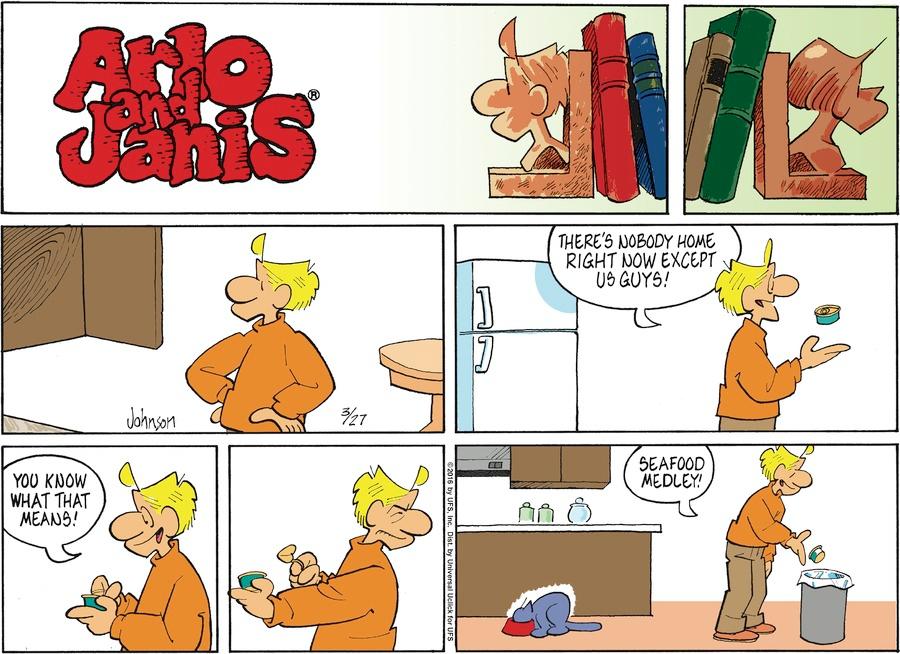 Arlo
and
Janis®
Johnson
3/27
THERE'S NOBODY HOME
RIGHT NOW EXCEPT
US GUYS!
YOU KNOW
WHAT THAT
MEANS!
©2016 by UFS, Inc. Dist. by Universal Uclick for UFS
SEAFOOD
MEDLEY!